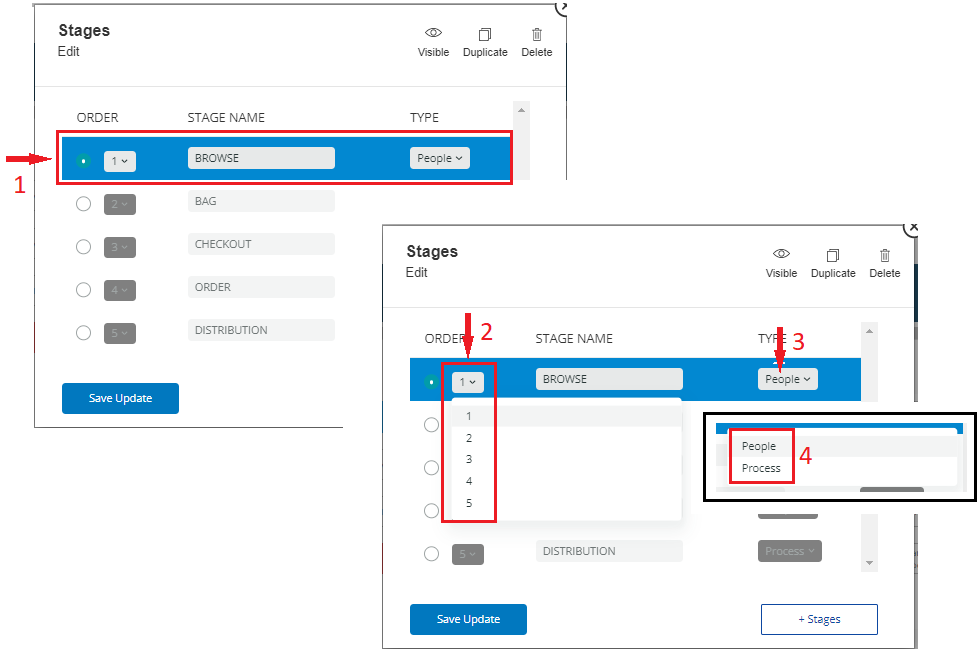 Stages
Edit
Visible Duplicate Delete
ORDER STAGE NAME TYPE
1 BROWSE People
1
2 BAG
3 CHECKOUT
4 ORDER
5 DISTRIBUTION
Save Update
Stages
Edit
Visible Duplicate Delete
2
3
ORDER STAGE NAME TYPE
1 BROWSE People
1
2
3
4
5
People
Process
4
5 DISTRIBUTION Process
Save Update + Stages